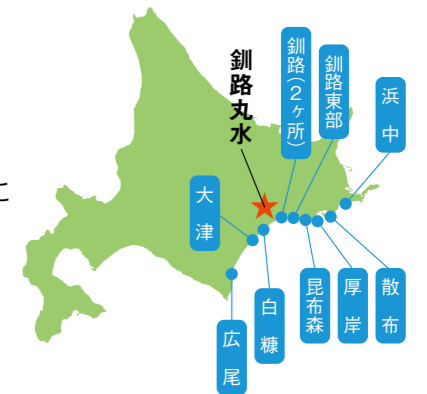 釧路丸水
釧路(2ヶ所)
釧路東部
浜中
に
大津
広尾
白糠
昆布森
厚岸
散布